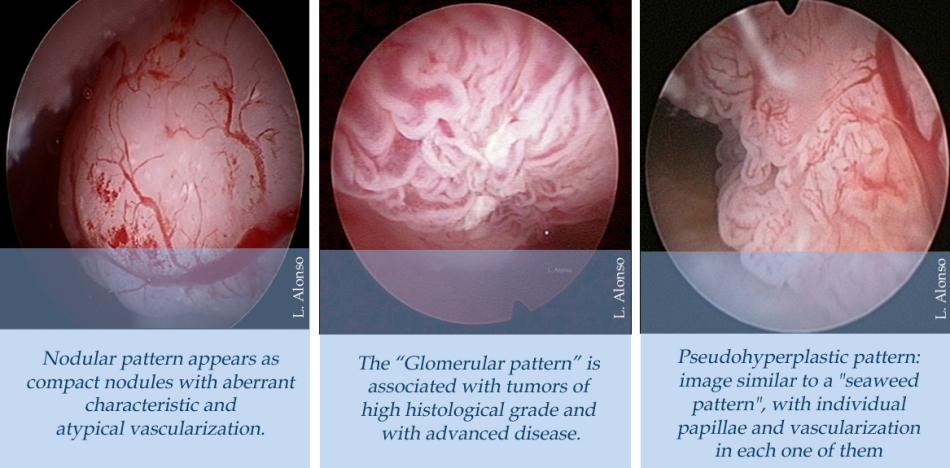 L. Alonso
Nodular pattern appears as
compact nodules with aberrant
characteristic and
atypical vascularization.
L. Alonso
L. Alonso
The “Glomerular pattern” is
associated with tumors of
high histological grade and
with advanced disease.
L. Alonso
Pseudohyperplastic pattern:
image similar to a "seaweed
pattern", with individual
papillae and vascularization
in each one of them